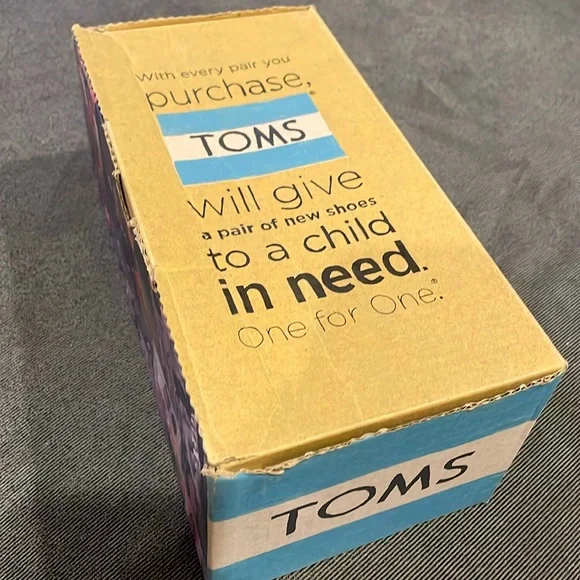 With every pair you
purchase,
TOMS®
will give
a pair of new shoes
to a child
in need.
One for One.®
TOMS